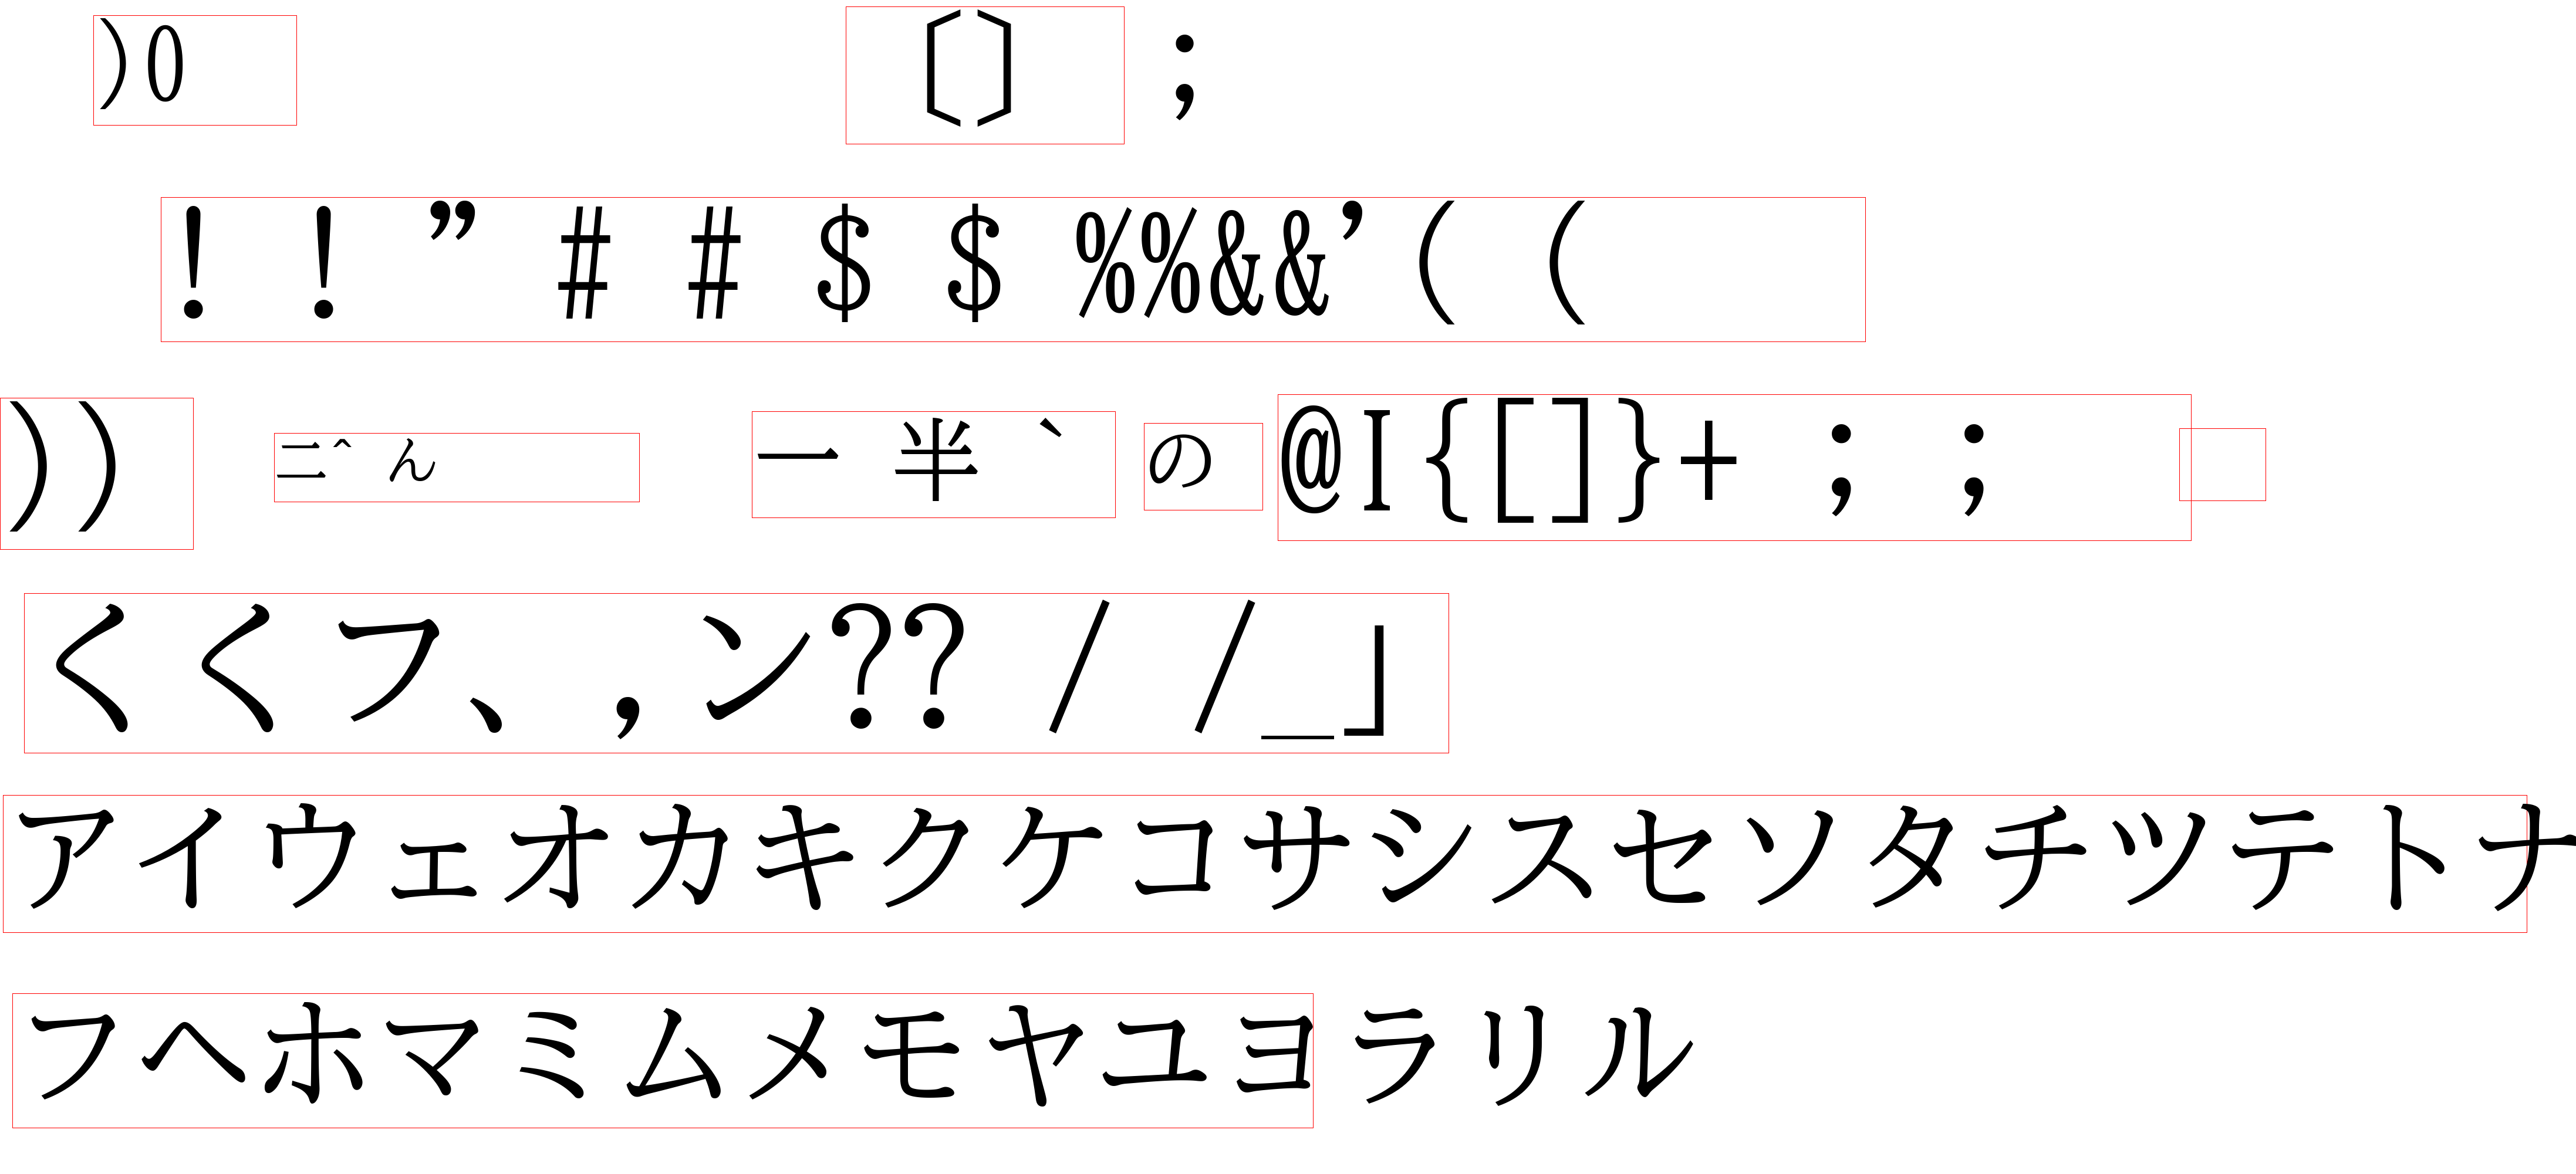 )0 〔〕 ;
! ! ” # # $ $ %%&&’( (
)) 二^ ん 一 半 ` の @I{[]}+ ; ;
くくフ、 ,ン?? / /_」
アイウェオカキクケコサシスセソタチツテトナ
フヘホマミムメモヤユヨラリル